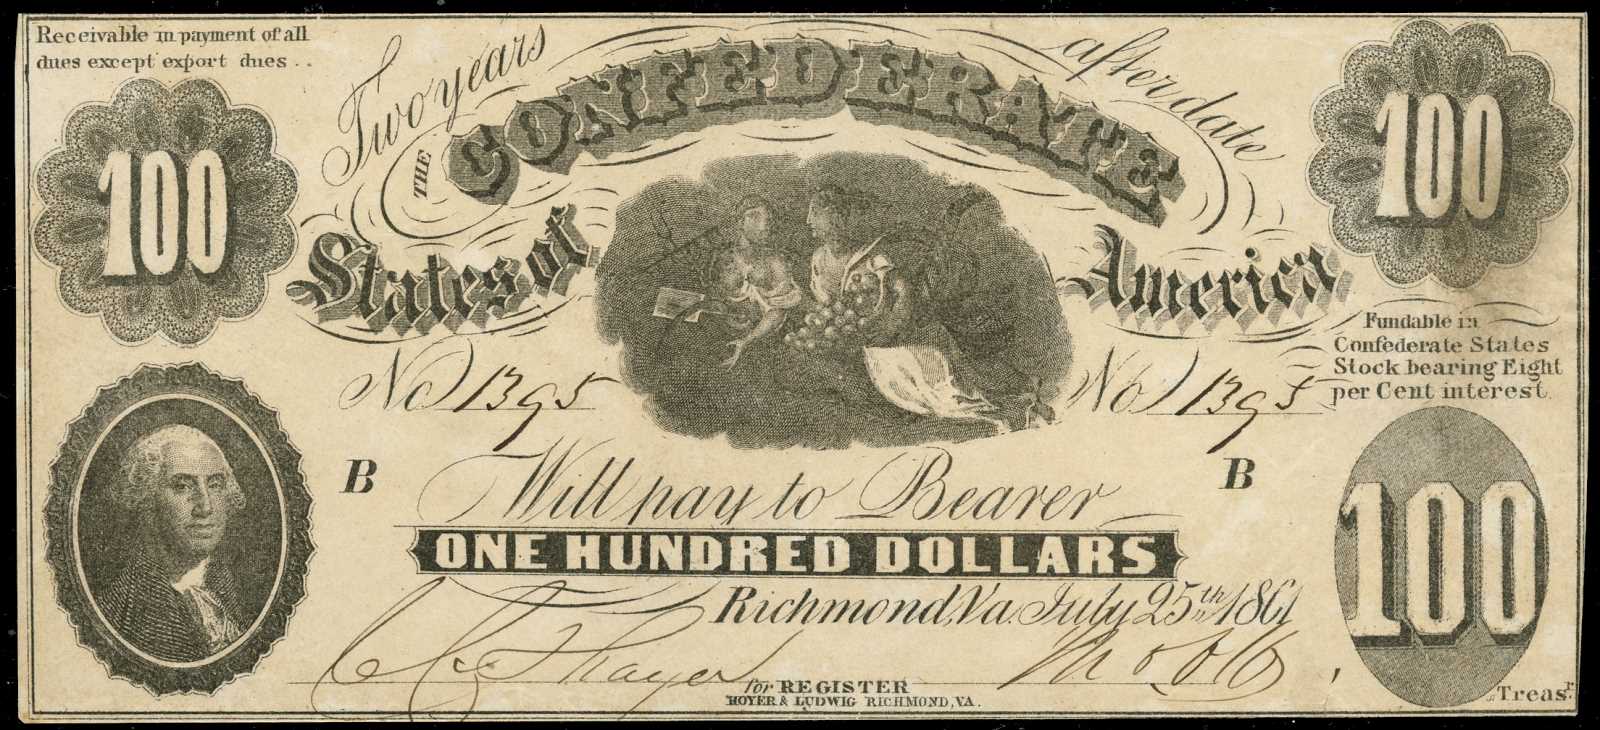 Receivable in payment of all
dues except export dues . .
Two years after date
100
100
THE CONFEDERATE
States of America
Fundable in
Confederate States
Stock bearing Eight
per Cent interest.
No 1395
No 1395
B
B
Will pay to Bearer
ONE HUNDRED DOLLARS
100
Richmond, Va. July 25th 1861
C C Thayer
for REGISTER
Treasr
HOYER & LUDWIG RICHMOND, VA.